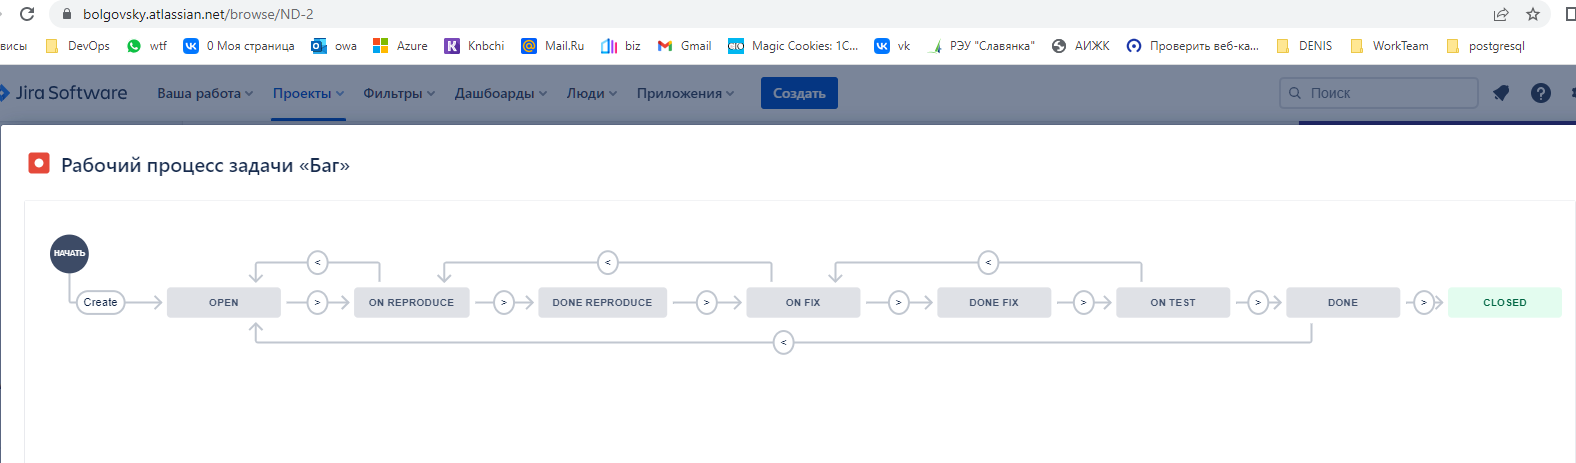 bolgovsky.atlassian.net/browse/ND-2
висы DevOps wtf 0 Моя страница owa Azure Knbchi Mail.Ru biz Gmail Magic Cookies: 1С... vk РЭУ "Славянка" АИЖК Проверить веб-ка... DENIS WorkTeam postgresql
Jira Software Ваша работа Проекты Фильтры Дашборды Люди Приложения Создать Поиск
Рабочий процесс задачи «Баг»
НАЧАТЬ
< < <
Create OPEN > ON REPRODUCE > DONE REPRODUCE > ON FIX > DONE FIX > ON TEST > DONE > CLOSED
<